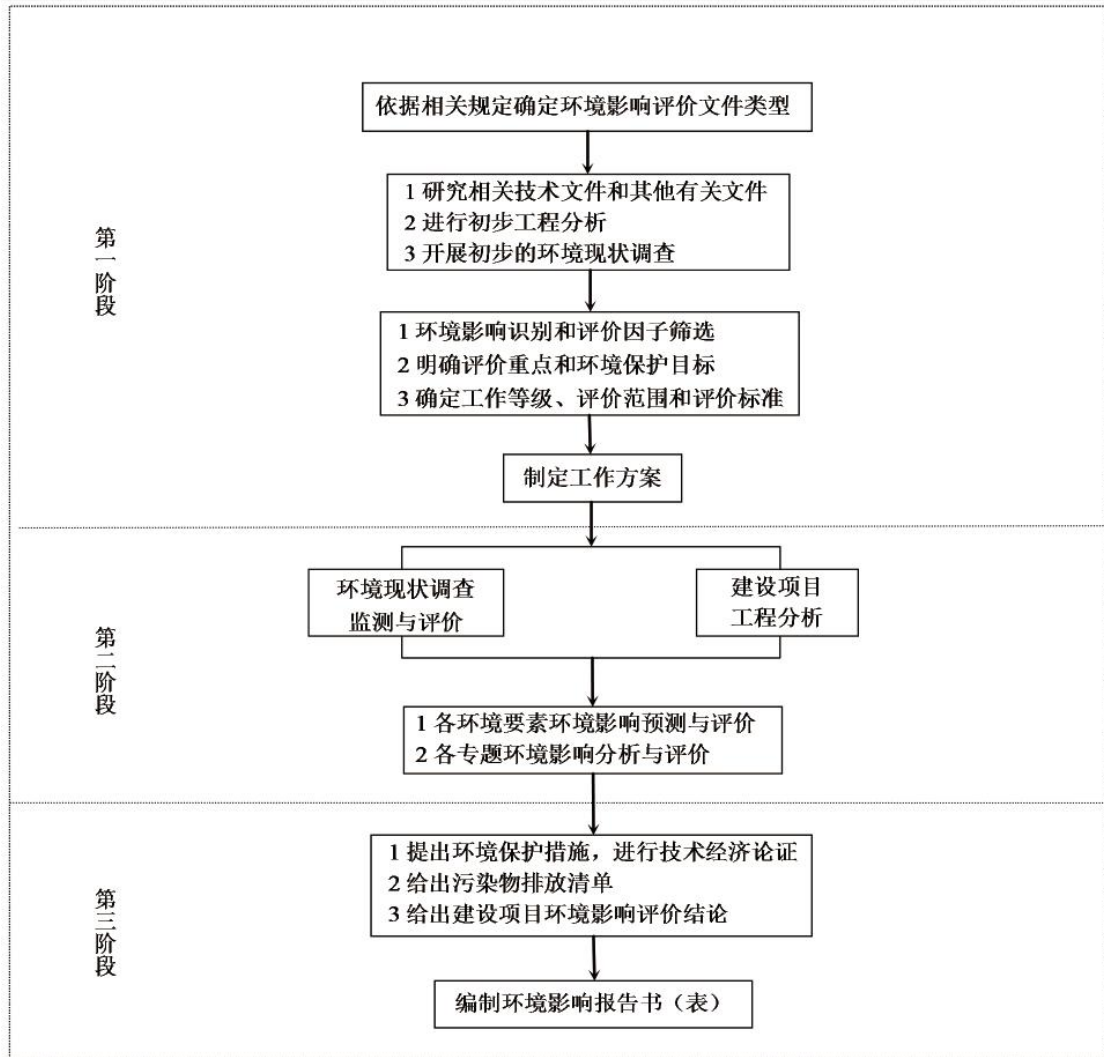 依据相关规定确定环境影响评价文件类型
1 研究相关技术文件和其他有关文件
2 进行初步工程分析
3 开展初步的环境现状调查
第一阶段
1 环境影响识别和评价因子筛选
2 明确评价重点和环境保护目标
3 确定工作等级、评价范围和评价标准
制定工作方案
环境现状调查
监测与评价
建设项目
工程分析
第二阶段
1 各环境要素环境影响预测与评价
2 各专题环境影响分析与评价
1 提出环境保护措施，进行技术经济论证
2 给出污染物排放清单
3 给出建设项目环境影响评价结论
第三阶段
编制环境影响报告书（表）